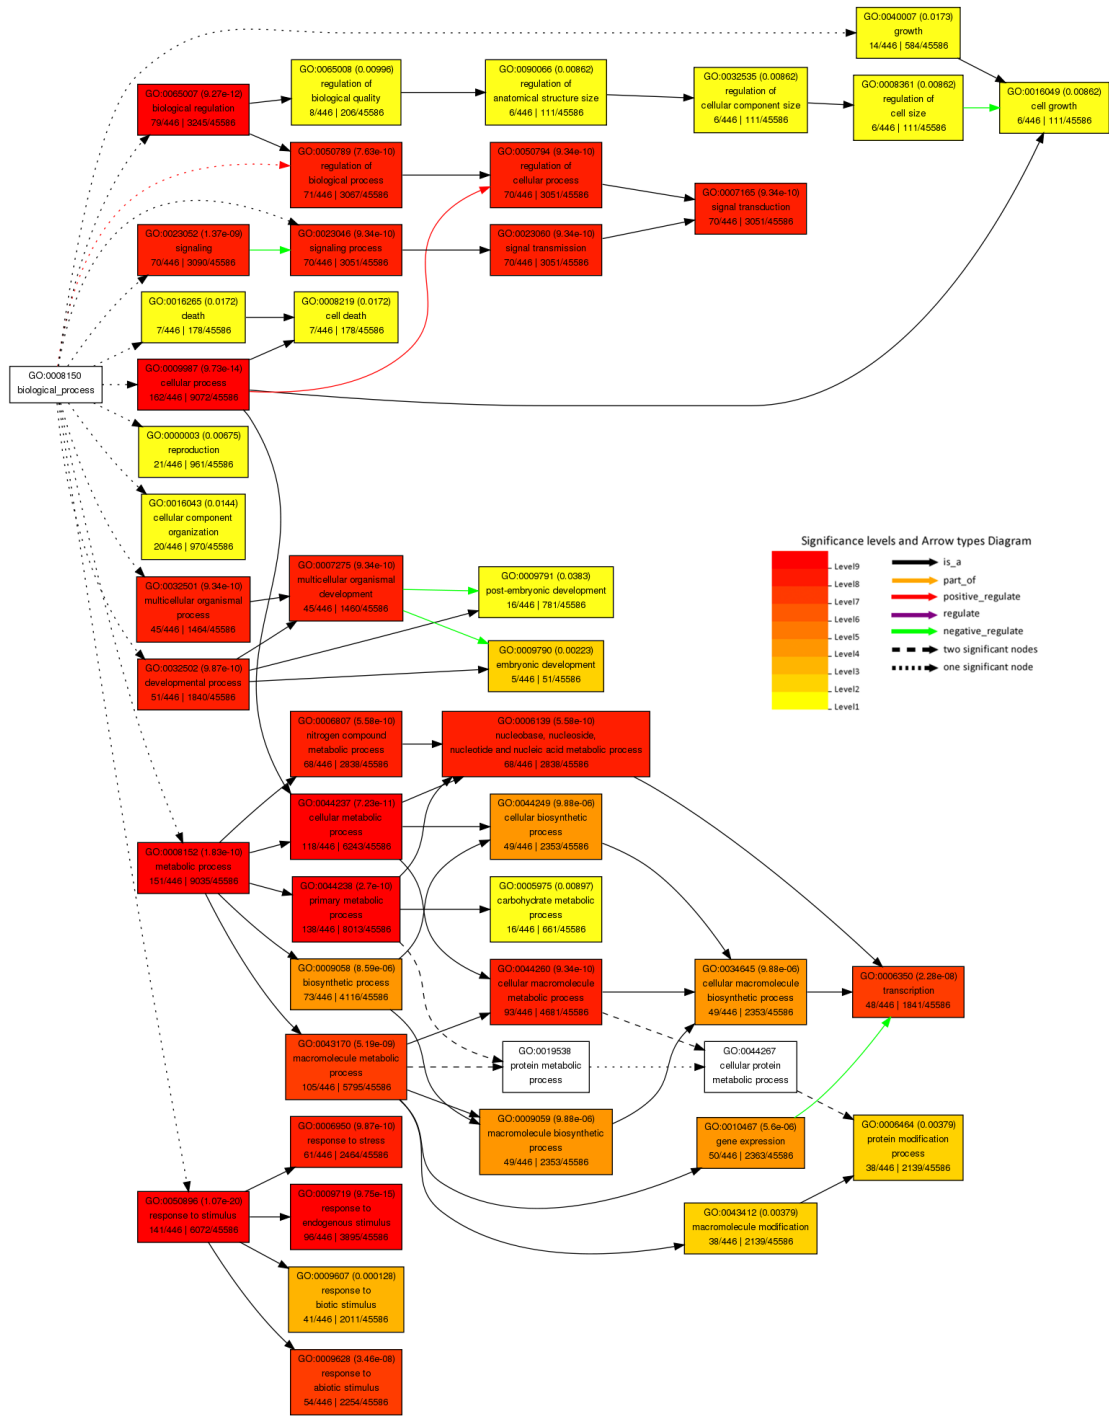 GO:0040007 (0.0173)
growth
14/446 | 584/45586
GO:0065007 (9.27e-12)
biological regulation
79/446 | 3245/45586
GO:0065008 (0.00996)
regulation of
biological quality
8/446 | 206/45586
GO:0090066 (0.00862)
regulation of
anatomical structure size
6/446 | 111/45586
GO:0032535 (0.00862)
regulation of
cellular component size
6/446 | 111/45586
GO:0008361 (0.00862)
regulation of
cell size
6/446 | 111/45586
GO:0016049 (0.00862)
cell growth
6/446 | 111/45586
GO:0050789 (7.63e-10)
regulation of
biological process
71/446 | 3067/45586
GO:0050794 (9.34e-10)
regulation of
cellular process
70/446 | 3051/45586
GO:0007165 (9.34e-10)
signal transduction
70/446 | 3051/45586
GO:0023052 (1.37e-09)
signaling
70/446 | 3090/45586
GO:0023046 (9.34e-10)
signaling process
70/446 | 3051/45586
GO:0023060 (9.34e-10)
signal transmission
70/446 | 3051/45586
GO:0016265 (0.0172)
death
7/446 | 178/45586
GO:0008219 (0.0172)
cell death
7/446 | 178/45586
GO:0008150
biological_process
GO:0009987 (9.73e-14)
cellular process
162/446 | 9072/45586
GO:0000003 (0.00675)
reproduction
21/446 | 961/45586
GO:0016043 (0.0144)
cellular component
organization
20/446 | 970/45586
GO:0032501 (9.34e-10)
multicellular organismal
process
45/446 | 1464/45586
GO:0007275 (9.34e-10)
multicellular organismal
development
45/446 | 1460/45586
GO:0009791 (0.0383)
post-embryonic development
16/446 | 781/45586
GO:0032502 (9.87e-10)
developmental process
51/446 | 1840/45586
GO:0009790 (0.00223)
embryonic development
5/446 | 51/45586
Significance levels and Arrow types Diagram
Level9
Level8
Level7
Level6
Level5
Level4
Level3
Level2
Level1
is_a
part_of
positive_regulate
regulate
negative_regulate
two significant nodes
one significant node
GO:0006807 (5.58e-10)
nitrogen compound
metabolic process
68/446 | 2838/45586
GO:0006139 (5.58e-10)
nucleobase, nucleoside,
nucleotide and nucleic acid metabolic process
68/446 | 2838/45586
GO:0044237 (7.23e-11)
cellular metabolic
process
119/446 | 6243/45586
GO:0044249 (9.88e-06)
cellular biosynthetic
process
49/446 | 2353/45586
GO:0008152 (1.83e-10)
metabolic process
151/446 | 9035/45586
GO:0044238 (2.7e-10)
primary metabolic
process
138/446 | 8013/45586
GO:0005975 (0.00897)
carbohydrate metabolic
process
16/446 | 661/45586
GO:0009058 (8.59e-06)
biosynthetic process
73/446 | 4116/45586
GO:0044260 (9.34e-10)
cellular macromolecule
metabolic process
93/446 | 4681/45586
GO:0034645 (9.88e-06)
cellular macromolecule
biosynthetic process
49/446 | 2353/45586
GO:0006350 (2.28e-08)
transcription
48/446 | 1841/45586
GO:0043170 (5.19e-09)
macromolecule metabolic
process
105/446 | 5795/45586
GO:0019538
protein metabolic
process
GO:0044267
cellular protein
metabolic process
GO:0009059 (9.88e-06)
macromolecule biosynthetic
process
49/446 | 2353/45586
GO:0010467 (5.6e-06)
gene expression
50/446 | 2363/45586
GO:0006464 (0.00379)
protein modification
process
38/446 | 2139/45586
GO:0006950 (9.87e-10)
response to stress
61/446 | 2464/45586
GO:0050896 (1.07e-20)
response to stimulus
141/446 | 6072/45586
GO:0009719 (9.75e-15)
response to
endogenous stimulus
96/446 | 3895/45586
GO:0043412 (0.00379)
macromolecule modification
38/446 | 2139/45586
GO:0009607 (0.000128)
response to
biotic stimulus
41/446 | 2011/45586
GO:0009628 (3.46e-08)
response to
abiotic stimulus
54/446 | 2254/45586